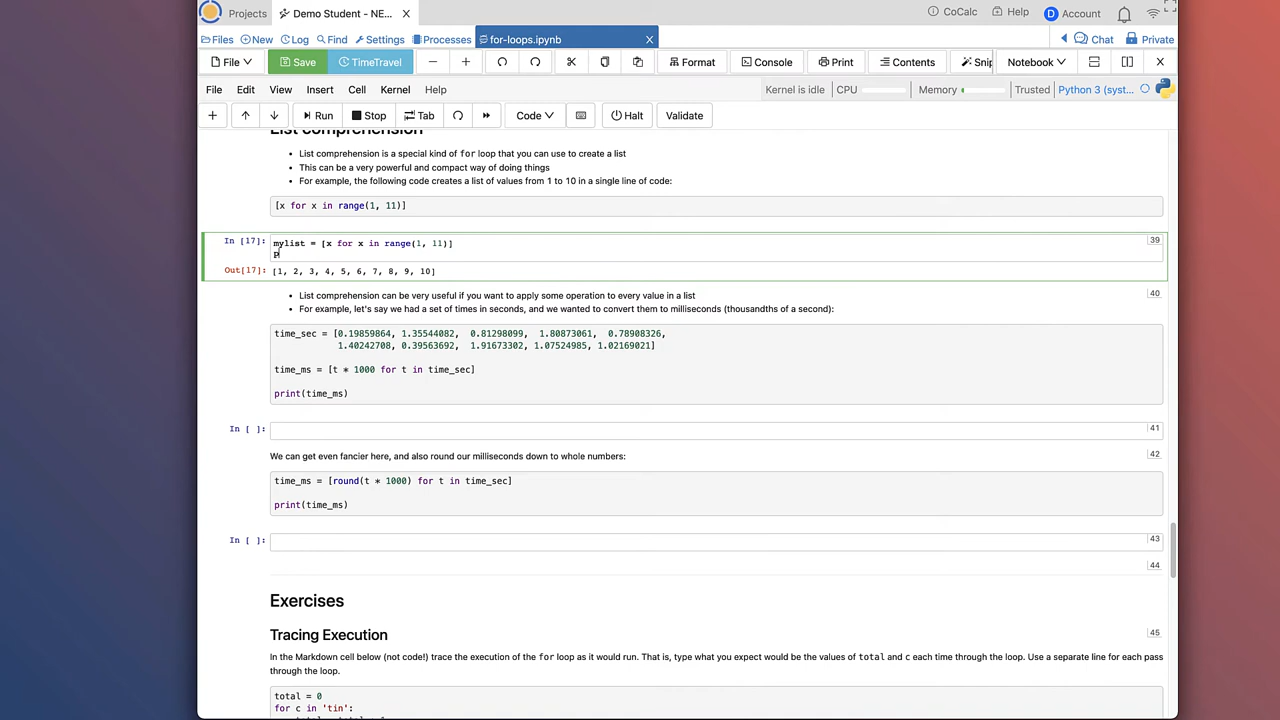 Projects
Demo Student - NE...
CoCalc
Help
Account
Files
New
Log
Find
Settings
Processes
for-loops.ipynb
Chat
Private
File
Save
TimeTravel
Format
Console
Print
Contents
Snip
Notebook
File
Edit
View
Insert
Cell
Kernel
Help
Kernel is idle
CPU
Memory
Trusted
Python 3 (syst...
Run
Stop
Tab
Code
Halt
Validate
List comprehension
• List comprehension is a special kind of for loop that you can use to create a list
• This can be a very powerful and compact way of doing things
• For example, the following code creates a list of values from 1 to 10 in a single line of code:
[x for x in range(1, 11)]
In [17]:
mylist = [x for x in range(1, 11)]
39
p
Out[17]:
[1, 2, 3, 4, 5, 6, 7, 8, 9, 10]
• List comprehension can be very useful if you want to apply some operation to every value in a list
40
• For example, let's say we had a set of times in seconds, and we wanted to convert them to milliseconds (thousandths of a second):
time_sec = [0.19859864, 1.35544082, 0.81298099, 1.80873061, 0.78908326,
1.40242708, 0.39563692, 1.91673302, 1.07524985, 1.02169021]
time_ms = [t * 1000 for t in time_sec]
print(time_ms)
In [ ]:
41
We can get even fancier here, and also round our milliseconds down to whole numbers:
42
time_ms = [round(t * 1000) for t in time_sec]
print(time_ms)
In [ ]:
43
44
Exercises
Tracing Execution
45
In the Markdown cell below (not code!) trace the execution of the for loop as it would run. That is, type what you expect would be the values of total and c each time through the loop. Use a separate line for each pass
through the loop.
total = 0
for c in 'tin':